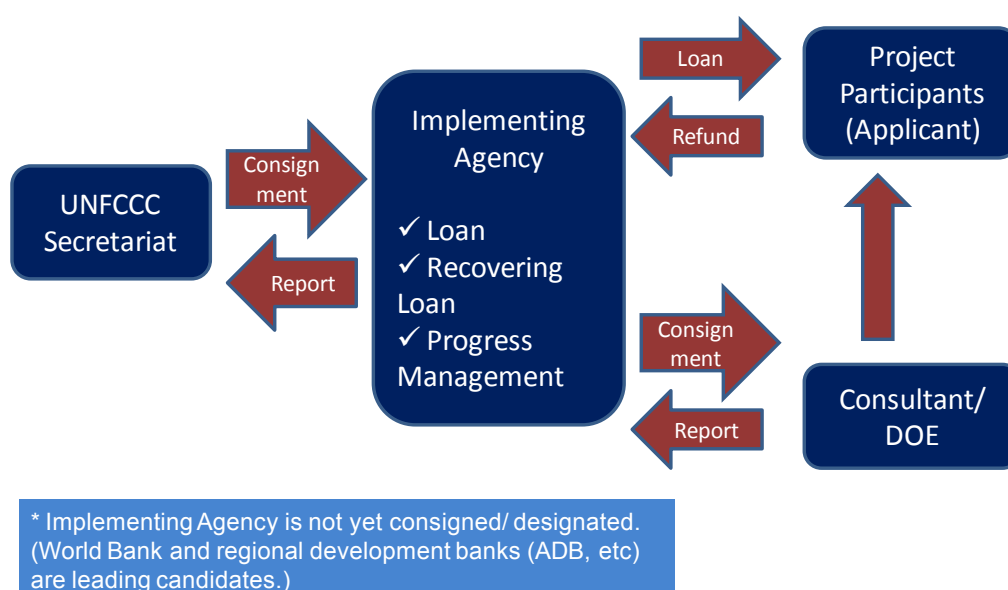 UNFCCC
Secretariat
Consign
ment
Report
Implementing
Agency
✓ Loan
✓ Recovering
Loan
✓ Progress
Management
Loan
Refund
Project
Participants
(Applicant)
Consign
ment
Report
Consultant/
DOE
* Implementing Agency is not yet consigned/ designated.
(World Bank and regional development banks (ADB, etc)
are leading candidates.)